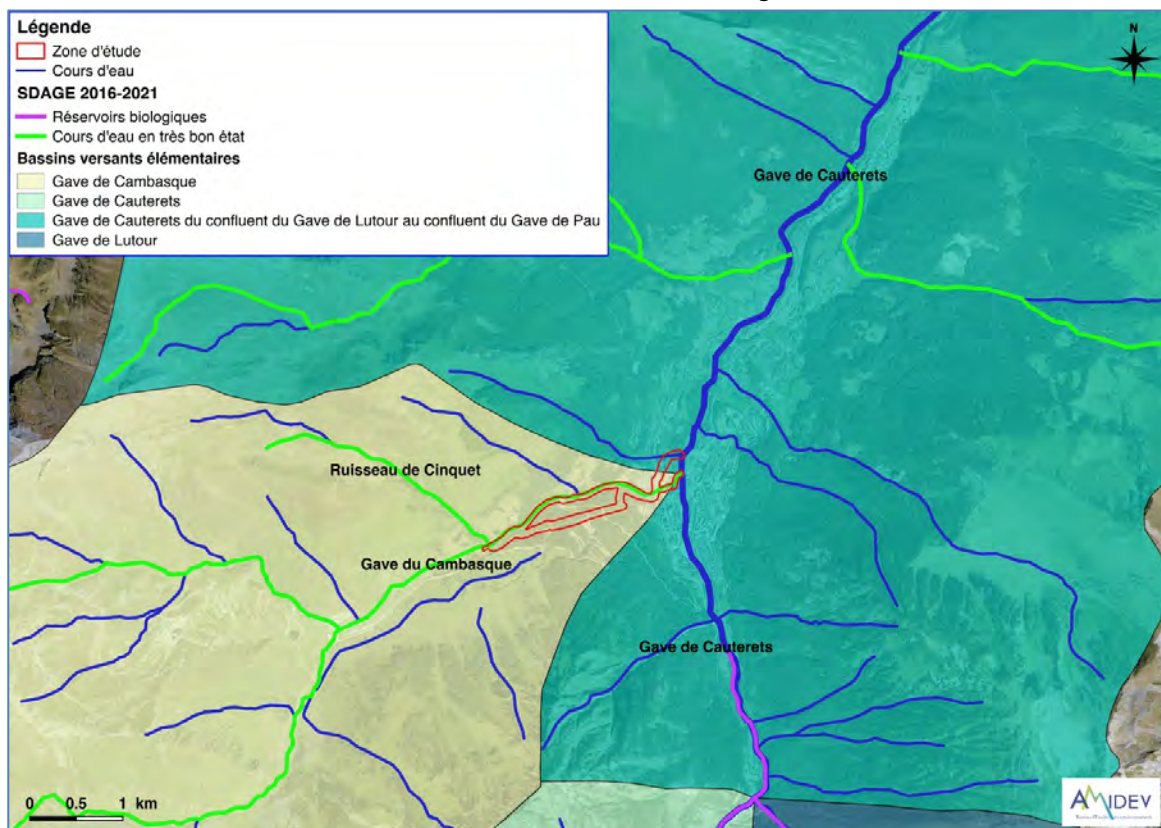 Légende
Zone d'étude
Cours d'eau
SDAGE 2016-2021
Réservoirs biologiques
Cours d'eau en très bon état
Bassins versants élémentaires
Gave de Cambasque
Gave de Cauterets
Gave de Cauterets du confluent du Gave de Lutour au confluent du Gave de Pau
Gave de Lutour
N
Gave de Cauterets
Ruisseau de Cinquet
Gave du Cambasque
Gave de Cauterets
0 0.5 1 km
AMIDEV